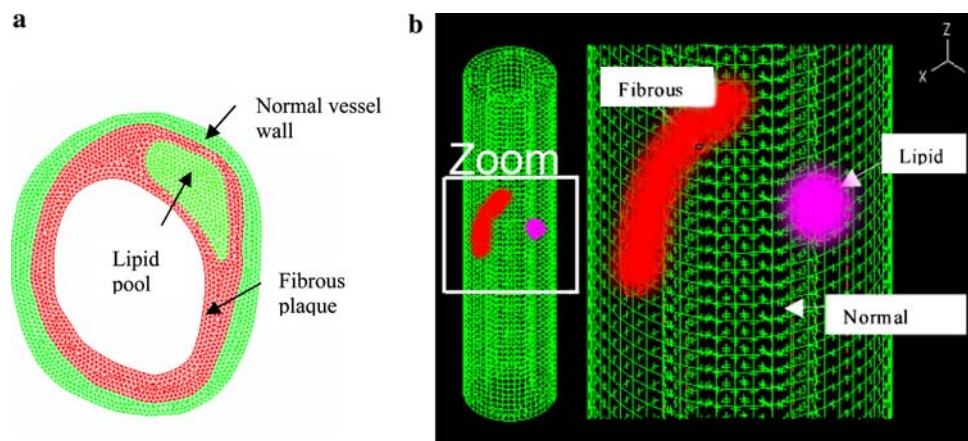 a
Normal vessel
wall
Lipid
pool
Fibrous
plaque
b
Zoom
Fibrous
Z
X
Lipid
Normal